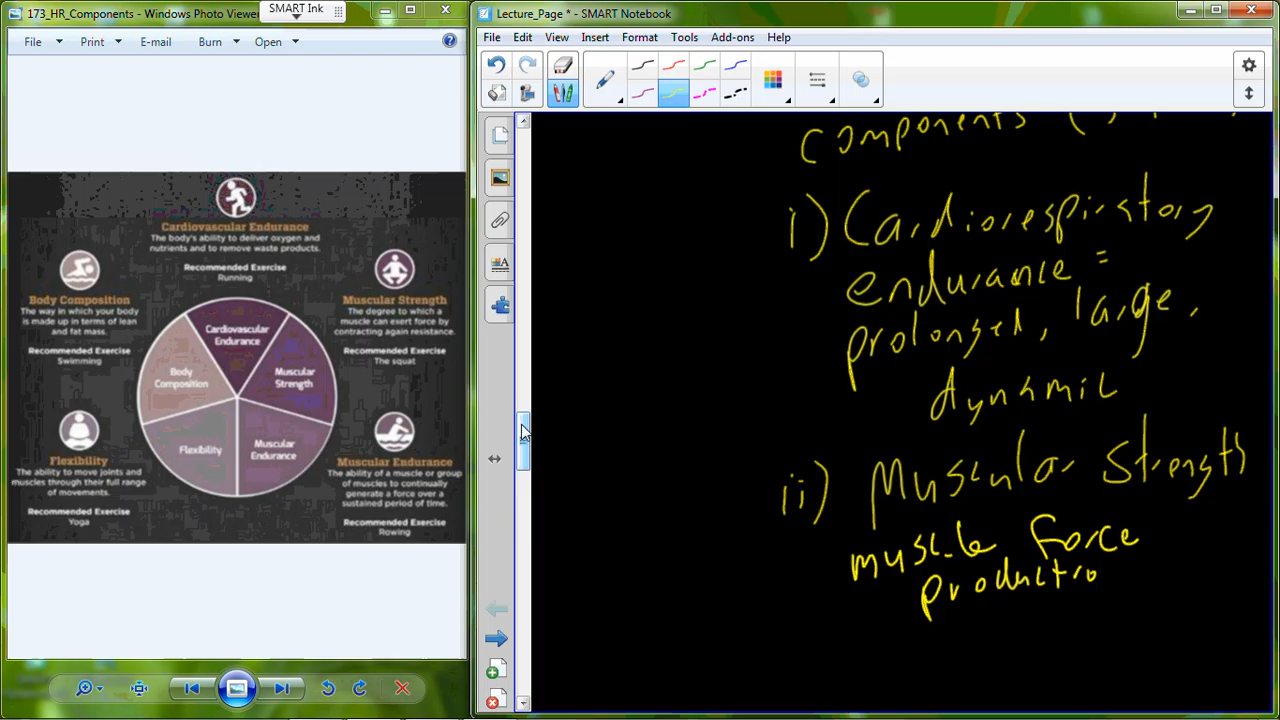 173_HR_Components - Windows Photo Viewer
SMART Ink
File Print E-mail Burn Open
Cardiovascular Endurance
The body's ability to deliver oxygen and
nutrients and to remove waste products.
Recommended Exercise
Running
Body Composition
The way in which your body
is made up in terms of lean
and fat mass.
Recommended Exercise
Swimming
Muscular Strength
The degree to which a
muscle can exert force by
contracting again resistance.
Recommended Exercise
The squat
Cardiovascular
Endurance
Body
Composition
Muscular
Strength
Flexibility
Muscular
Endurance
Flexibility
The ability to move joints and
muscles through their full range
of movements.
Recommended Exercise
Yoga
Muscular Endurance
The ability of a muscle or group
of muscles to continually
generate a force over a
sustained period of time.
Recommended Exercise
Rowing
Lecture_Page * - SMART Notebook
File Edit View Insert Format Tools Add-ons Help
Components
i) Cardiorespiratory
endurance =
prolonged, large,
dynamic
ii) Muscular Strength
muscle force
productio